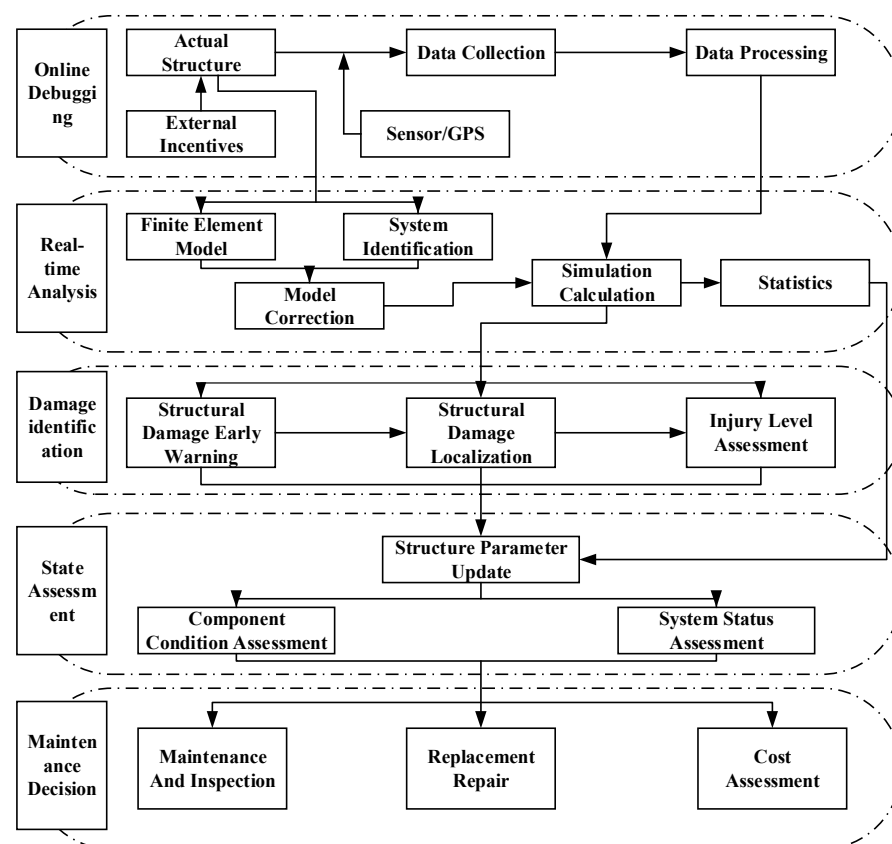 Online
Debuggi
ng
Actual
Structure
Data Collection
Data Processing
External
Incentives
Sensor/GPS
Real-
time
Analysis
Finite Element
Model
System
Identification
Model
Correction
Simulation
Calculation
Statistics
Damage
identific
ation
Structural
Damage Early
Warning
Structural
Damage
Localization
Injury Level
Assessment
State
Assessm
ent
Structure Parameter
Update
Component
Condition Assessment
System Status
Assessment
Mainten
ance
Decision
Maintenance
And Inspection
Replacement
Repair
Cost
Assessment